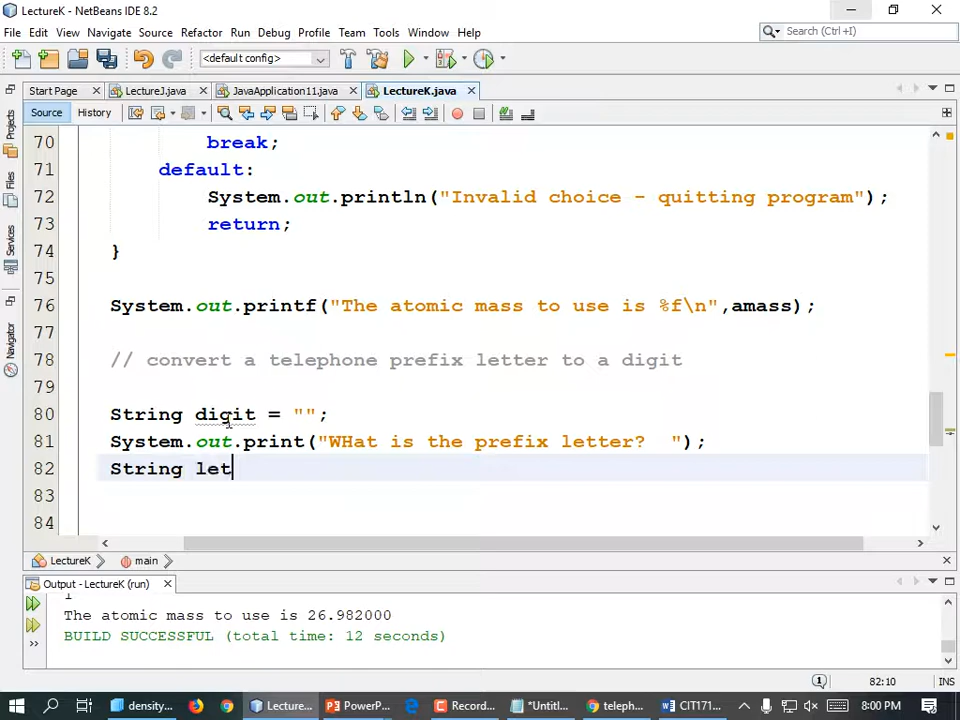 LectureK - NetBeans IDE 8.2
File Edit View Navigate Source Refactor Run Debug Profile Team Tools Window Help
Search (Ctrl+I)
<default config>
Start Page LectureJ.java JavaApplication11.java LectureK.java
Source History
Projects
Files
Services
Navigator
70 break;
71 default:
72 System.out.println("Invalid choice - quitting program");
73 return;
74 }
75
76 System.out.printf("The atomic mass to use is %f\n",amass);
77
78 // convert a telephone prefix letter to a digit
79
80 String digit = "";
81 System.out.print("WHat is the prefix letter?  ");
82 String let
83
84
LectureK main
Output - LectureK (run)
The atomic mass to use is 26.982000
BUILD SUCCESSFUL (total time: 12 seconds)
1 82:10 INS
density... Lecture... PowerP... Record... *Untitl... teleph... CIT171... 8:00 PM